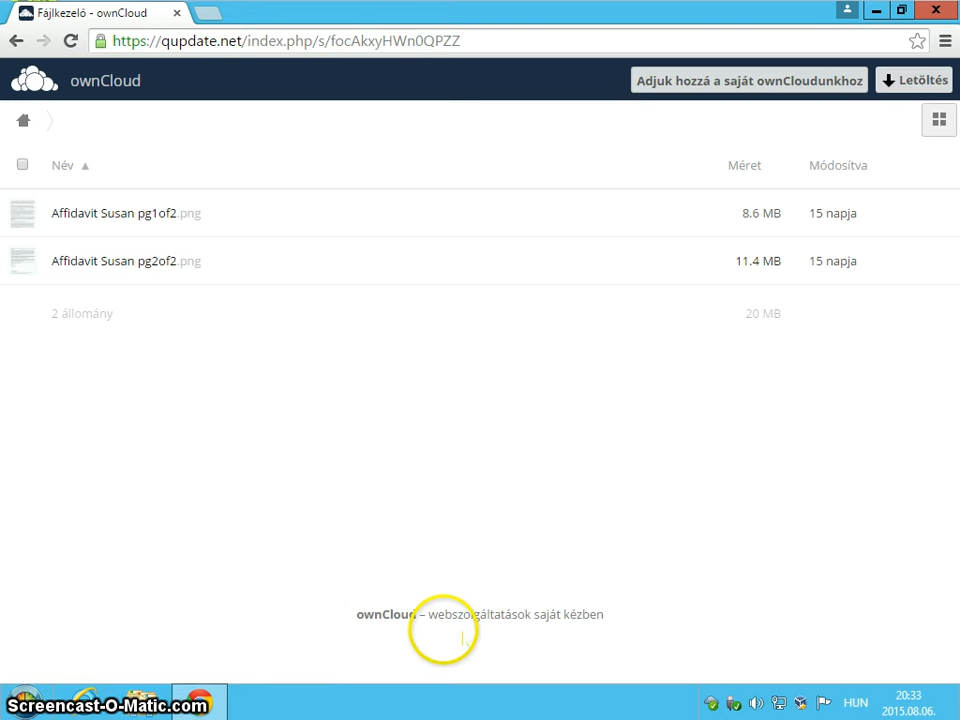 Fájlkezelő - ownCloud
https://qupdate.net/index.php/s/focAkxyHWn0QPZZ
ownCloud
Adjuk hozzá a saját ownCloudunkhoz
Letöltés
Név
Méret
Módosítva
Affidavit Susan pg1of2.png
8.6 MB
15 napja
Affidavit Susan pg2of2.png
11.4 MB
15 napja
2 állomány
20 MB
ownCloud – webszolgáltatások saját kézben
Screencast-O-Matic.com
HUN
20:33
2015.08.06.